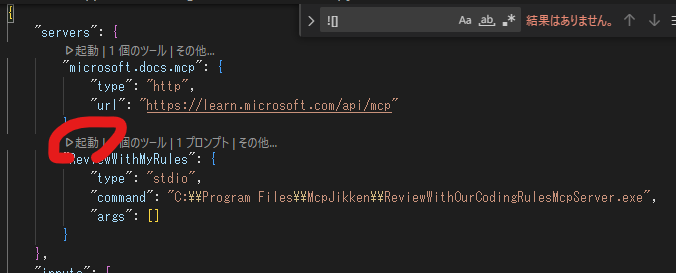 {
![] Aa ab .* 結果はありません。
"servers": {
起動 | 1 個のツール | その他...
"microsoft.docs.mcp": {
"type": "http",
"url": "https://learn.microsoft.com/api/mcp"
起動 個のツール | 1 プロンプト | その他...
"ReviewWithMyRules": {
"type": "stdio",
"command": "C:\\Program Files\\McpJikken\\ReviewWithOurCodingRulesMcpServer.exe",
"args": []
}
},
"inputs": [